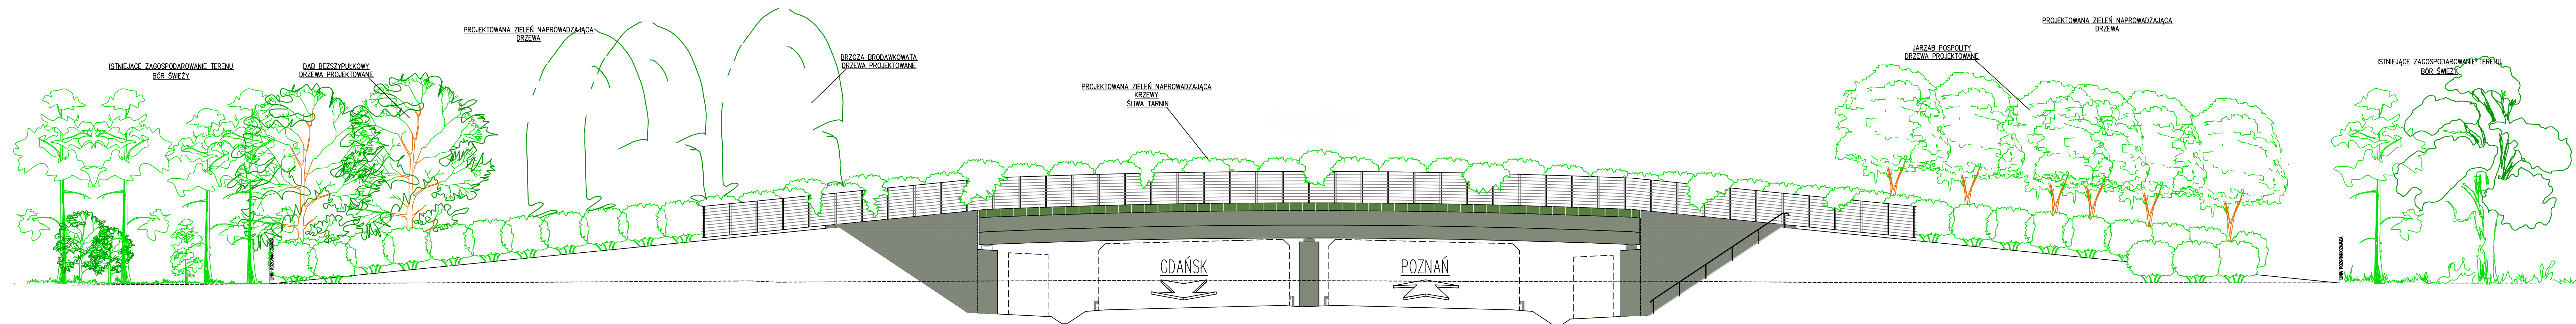 PROJEKTOWANA ZIELEŃ NAPROWADZAJĄCA
DRZEWA
ISTNIEJĄCE ZAGOSPODAROWANIE TERENU
BÓR ŚWIEŻY
DĄB BEZSZYPUŁKOWY
DRZEWA PROJEKTOWANE
BRZOZA BRODAWKOWATA
DRZEWA PROJEKTOWANE
PROJEKTOWANA ZIELEŃ NAPROWADZAJĄCA
KRZEWY
ŚLIWA TARNIN
PROJEKTOWANA ZIELEŃ NAPROWADZAJĄCA
DRZEWA
JARZĄB POSPOLITY
DRZEWA PROJEKTOWANE
ISTNIEJĄCE ZAGOSPODAROWANIE TERENU
BÓR ŚWIEŻY
GDAŃSK
POZNAŃ